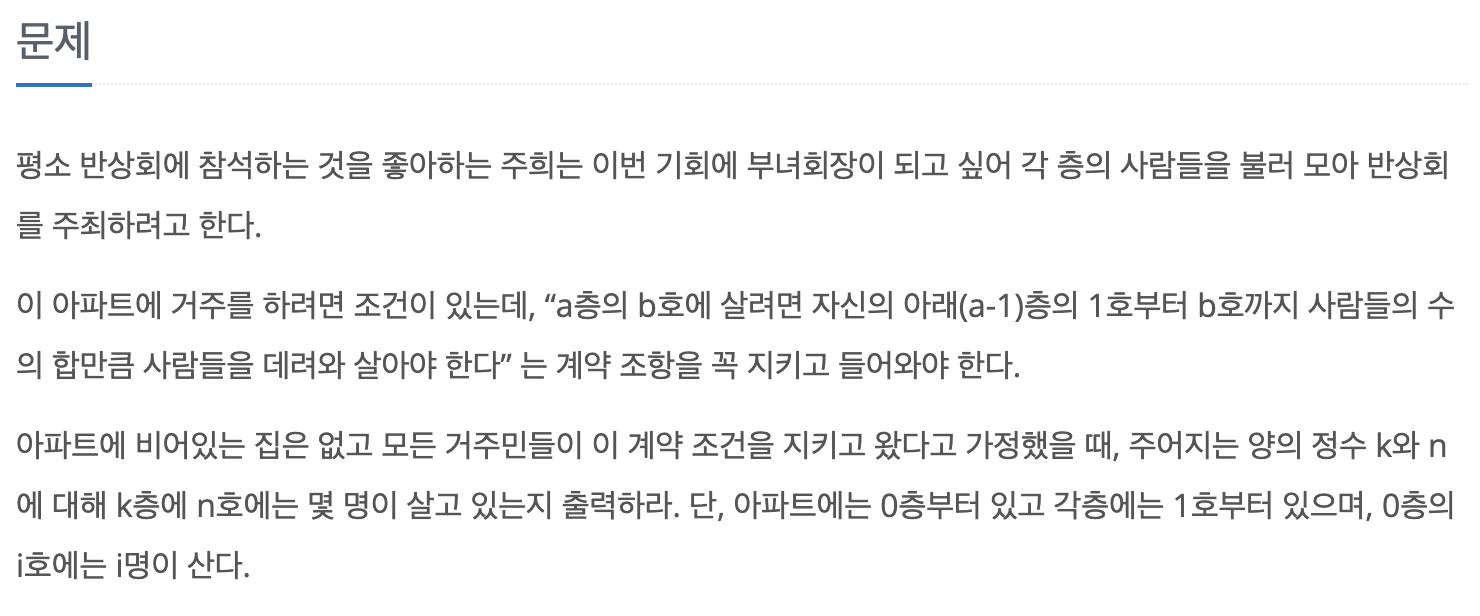 문제
평소 반상회에 참석하는 것을 좋아하는 주희는 이번 기회에 부녀회장이 되고 싶어 각 층의 사람들을 불러 모아 반상회
를 주최하려고 한다.
이 아파트에 거주를 하려면 조건이 있는데, “a층의 b호에 살려면 자신의 아래(a-1)층의 1호부터 b호까지 사람들의 수
의 합만큼 사람들을 데려와 살아야 한다” 는 계약 조항을 꼭 지키고 들어와야 한다.
아파트에 비어있는 집은 없고 모든 거주민들이 이 계약 조건을 지키고 왔다고 가정했을 때, 주어지는 양의 정수 k와 n
에 대해 k층에 n호에는 몇 명이 살고 있는지 출력하라. 단, 아파트에는 0층부터 있고 각층에는 1호부터 있으며, 0층의
i호에는 i명이 산다.